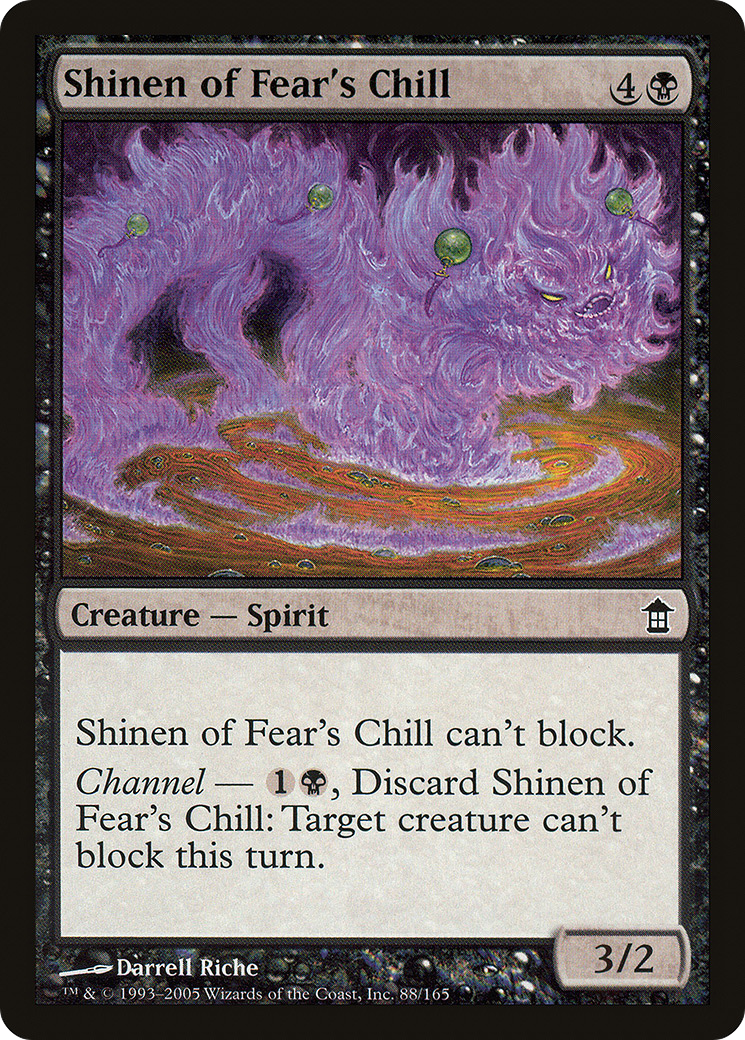 Shinen of Fear's Chill 4
Creature — Spirit
Shinen of Fear's Chill can't block.
Channel — 1, Discard Shinen of
Fear's Chill: Target creature can't
block this turn.
3/2
Darrell Riche
™ & © 1993–2005 Wizards of the Coast, Inc. 88/165